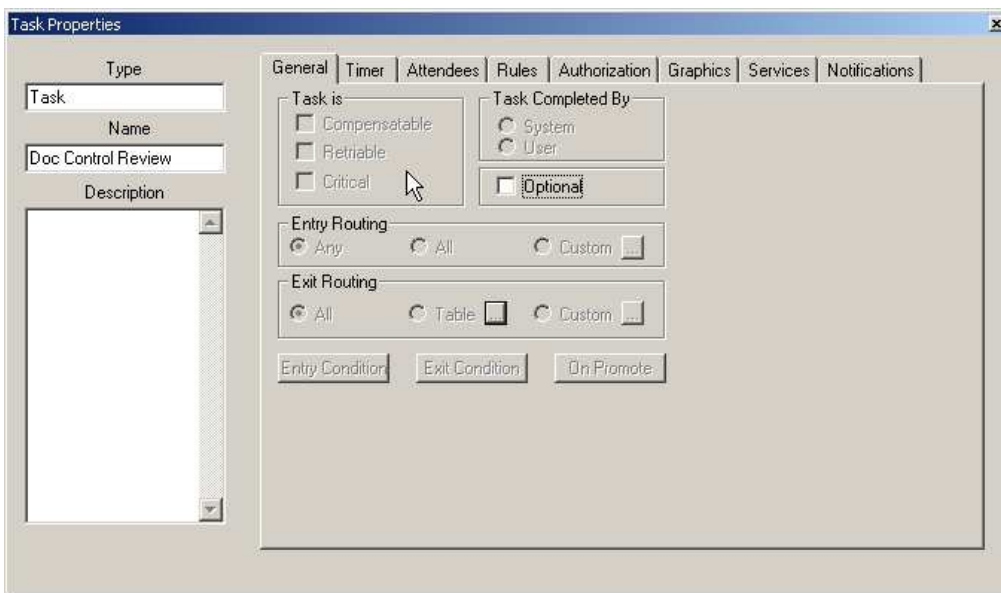 Task Properties
Type
Task
Name
Doc Control Review
Description
General Timer Attendees Rules Authorization Graphics Services Notifications
Task is
Compensatable
Retriable
Critical
Task Completed By
System
User
Optional
Entry Routing
Any All Custom ...
Exit Routing
All Table ... Custom ...
Entry Condition Exit Condition On Promote